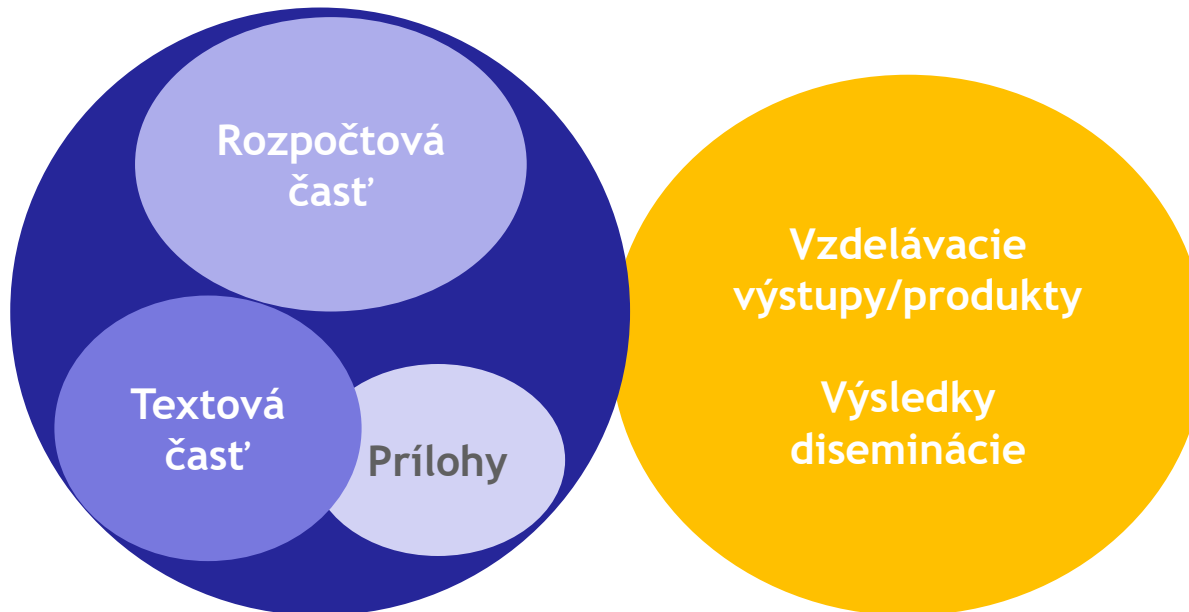 Rozpočtová
časť
Textová
časť
Prílohy
Vzdelávacie
výstupy/produkty
Výsledky
diseminácie